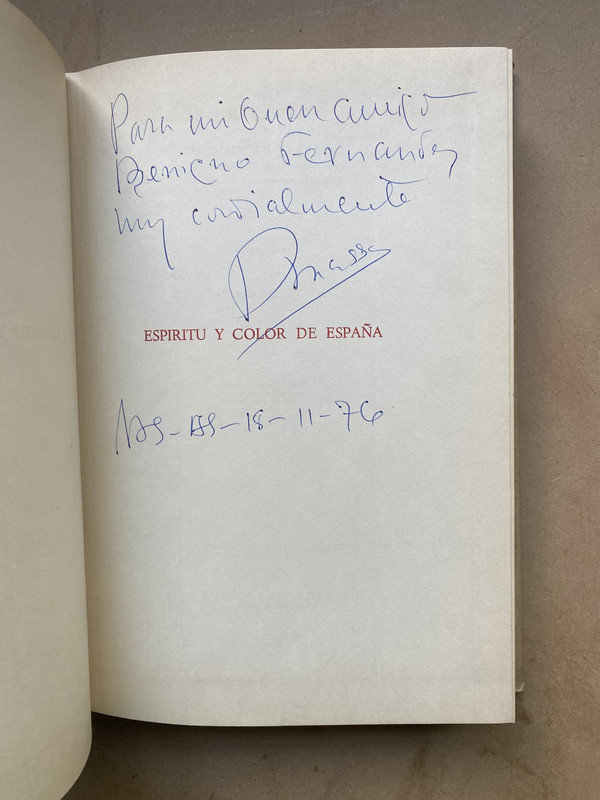 Para mi buen amigo
Benigno Fernandez
muy cordialmente
ESPIRITU Y COLOR DE ESPAÑA
18-11-76